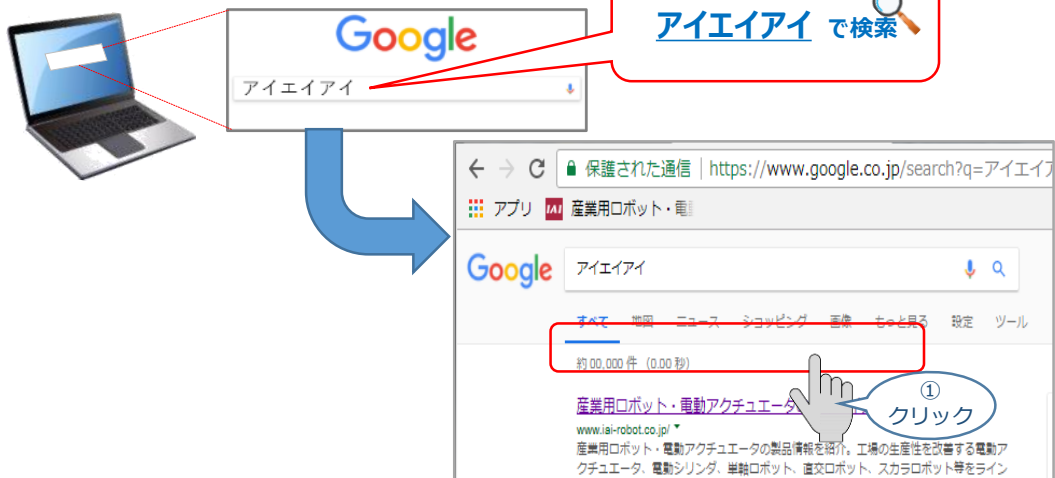 Google
アイエイアイ
アイエイアイ で検索
保護された通信 | https://www.google.co.jp/search?q=アイエイア
アプリ IAI 産業用ロボット・電
Google アイエイアイ
すべて 地図 ニュース ショッピング 画像 もっと見る 設定 ツール
約 00,000 件 (0.00 秒)
産業用ロボット・電動アクチュエータ
www.iai-robot.co.jp/
産業用ロボット・電動アクチュエータの製品情報を紹介。工場の生産性を改善する電動ア
クチュエータ、電動シリンダ、単軸ロボット、直交ロボット、スカラロボット等をライン
①
クリック